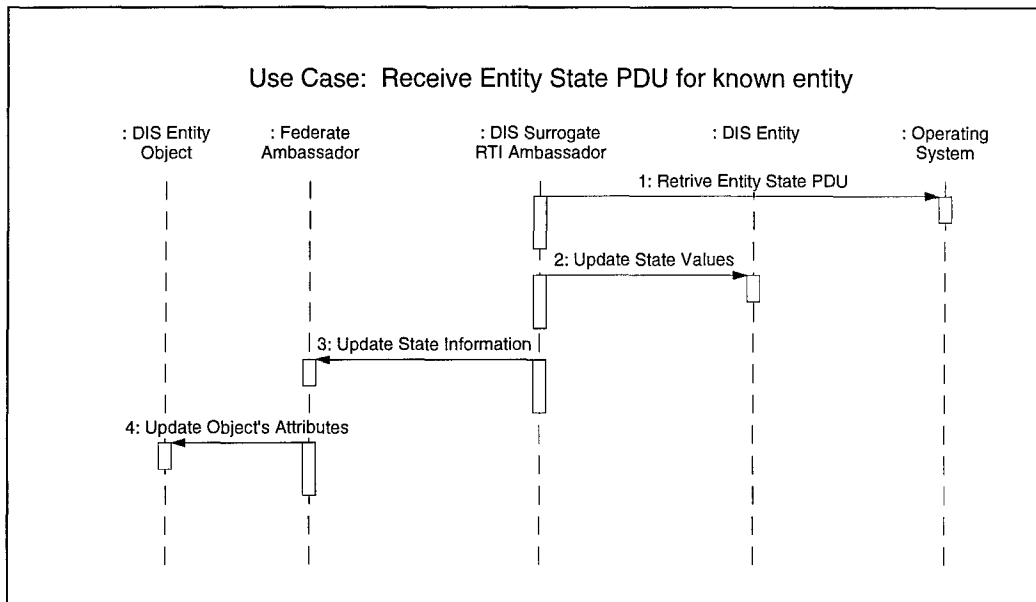 Use Case: Receive Entity State PDU for known entity
: DIS Entity
Object
: Federate
Ambassador
: DIS Surrogate
RTI Ambassador
: DIS Entity
: Operating
System
1: Retrive Entity State PDU
2: Update State Values
3: Update State Information
4: Update Object's Attributes